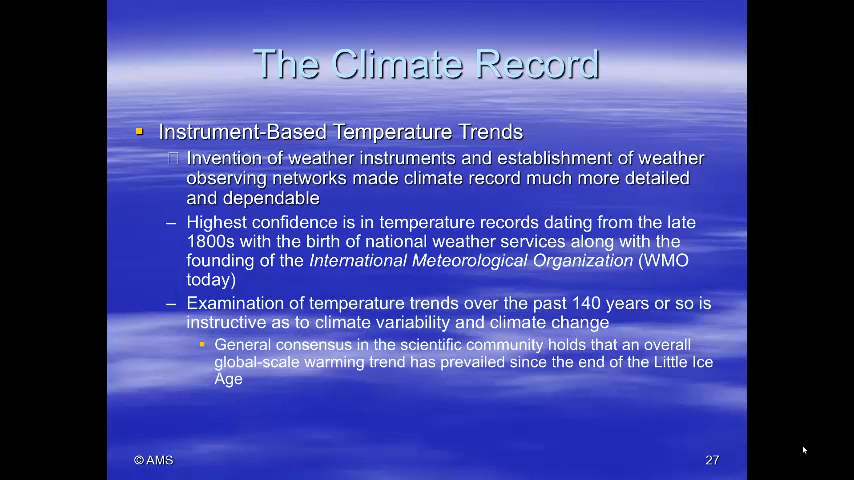 The Climate Record
Instrument-Based Temperature Trends
Invention of weather instruments and establishment of weather
observing networks made climate record much more detailed
and dependable
– Highest confidence is in temperature records dating from the late
1800s with the birth of national weather services along with the
founding of the International Meteorological Organization (WMO
today)
– Examination of temperature trends over the past 140 years or so is
instructive as to climate variability and climate change
General consensus in the scientific community holds that an overall
global-scale warming trend has prevailed since the end of the Little Ice
Age
© AMS
27